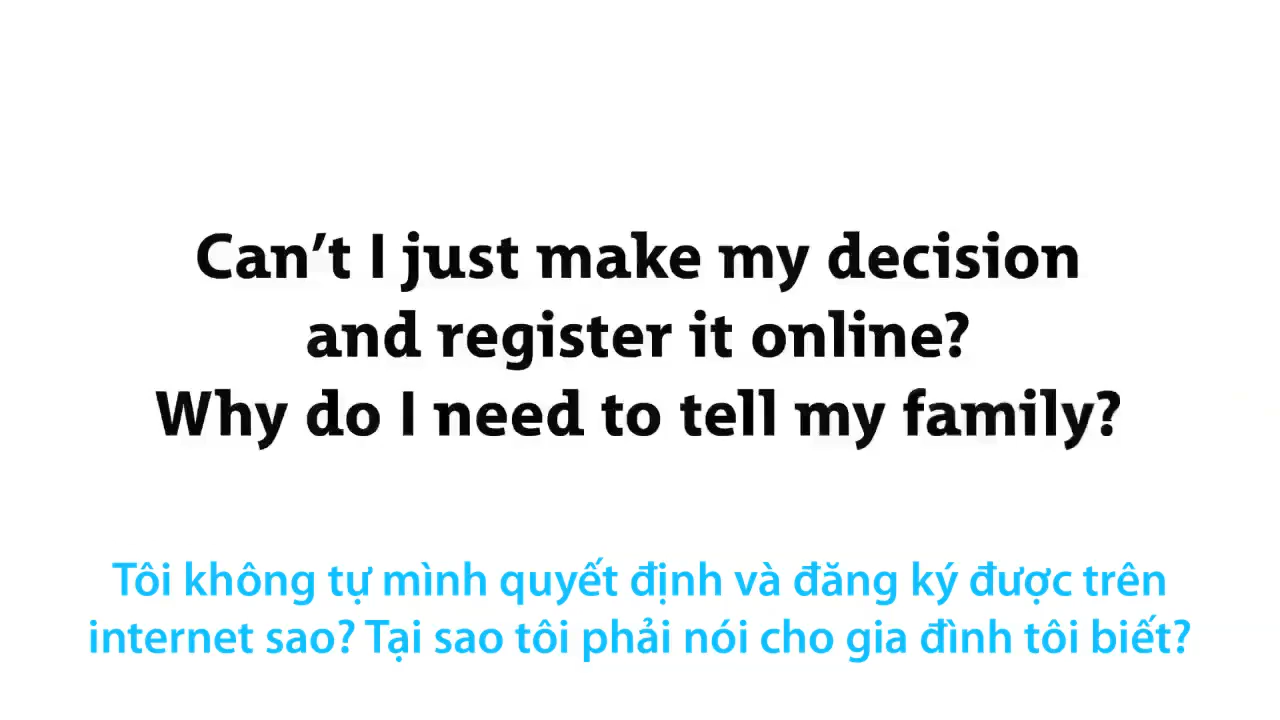 Can’t I just make my decision
and register it online?
Why do I need to tell my family?
Tôi không tự mình quyết định và đăng ký được trên
internet sao? Tại sao tôi phải nói cho gia đình tôi biết?